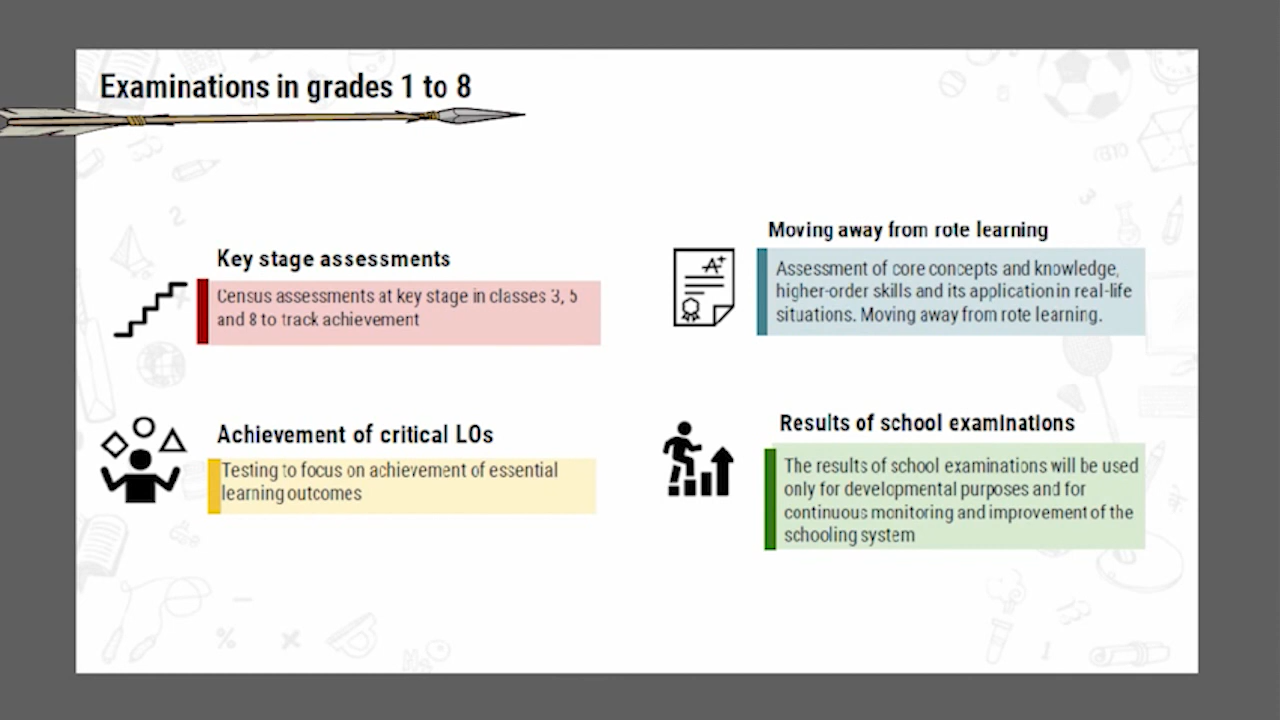 Examinations in grades 1 to 8
Key stage assessments
Census assessments at key stage in classes 3, 5
and 8 to track achievement
Moving away from rote learning
A+
Assessment of core concepts and knowledge,
higher-order skills and its application in real-life
situations. Moving away from rote learning.
Achievement of critical LOs
Testing to focus on achievement of essential
learning outcomes
Results of school examinations
The results of school examinations will be used
only for developmental purposes and for
continuous monitoring and improvement of the
schooling system